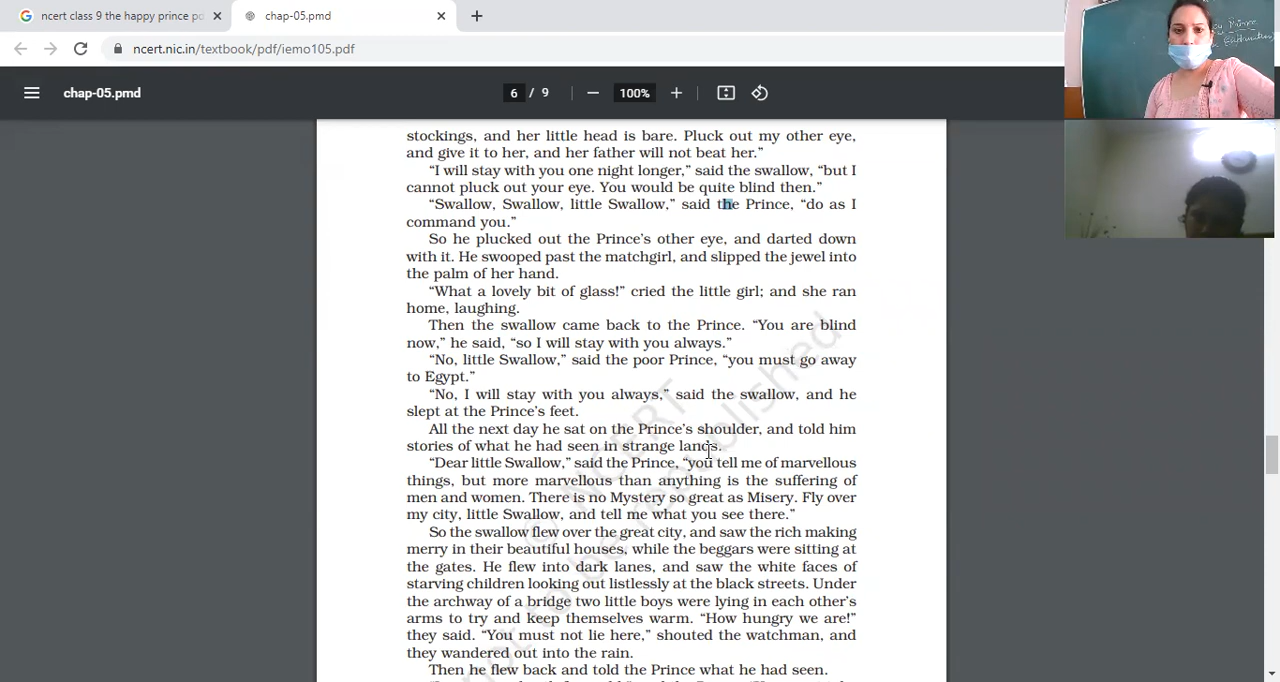 ncert class 9 the happy prince pd
chap-05.pmd
ncert.nic.in/textbook/pdf/iemo105.pdf
chap-05.pmd
6 / 9
100%
Prince
stockings, and her little head is bare. Pluck out my other eye,
and give it to her, and her father will not beat her.”
“I will stay with you one night longer,” said the swallow, “but I
cannot pluck out your eye. You would be quite blind then.”
“Swallow, Swallow, little Swallow,” said the Prince, “do as I
command you.”
So he plucked out the Prince’s other eye, and darted down
with it. He swooped past the matchgirl, and slipped the jewel into
the palm of her hand.
“What a lovely bit of glass!” cried the little girl; and she ran
home, laughing.
Then the swallow came back to the Prince. “You are blind
now,” he said, “so I will stay with you always.”
“No, little Swallow,” said the poor Prince, “you must go away
to Egypt.”
“No, I will stay with you always,” said the swallow, and he
slept at the Prince’s feet.
All the next day he sat on the Prince’s shoulder, and told him
stories of what he had seen in strange lands.
“Dear little Swallow,” said the Prince, “you tell me of marvellous
things, but more marvellous than anything is the suffering of
men and women. There is no Mystery so great as Misery. Fly over
my city, little Swallow, and tell me what you see there.”
So the swallow flew over the great city, and saw the rich making
merry in their beautiful houses, while the beggars were sitting at
the gates. He flew into dark lanes, and saw the white faces of
starving children looking out listlessly at the black streets. Under
the archway of a bridge two little boys were lying in each other’s
arms to try and keep themselves warm. “How hungry we are!”
they said. “You must not lie here,” shouted the watchman, and
they wandered out into the rain.
Then he flew back and told the Prince what he had seen.
© NCERT
not to be republished